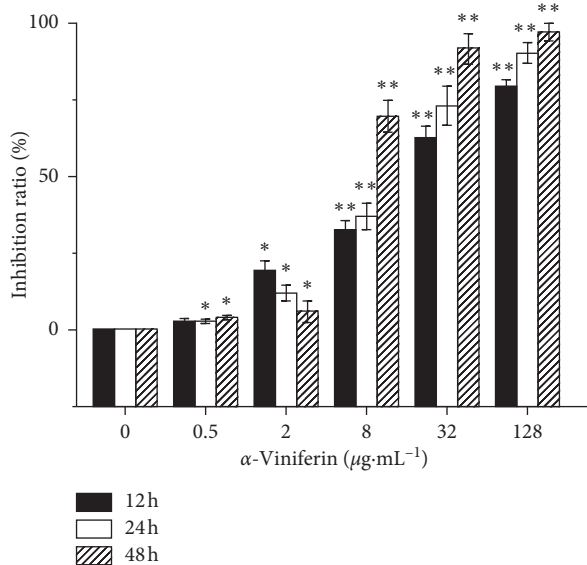 100
50
0
Inhibition ratio (%)
* *
* *
* *
* *
* *
* *
* *
* *
* *
*
*
*
*
*
0 0.5 2 8 32 128
α-Viniferin (μg·mL⁻¹)
12 h
24 h
48 h